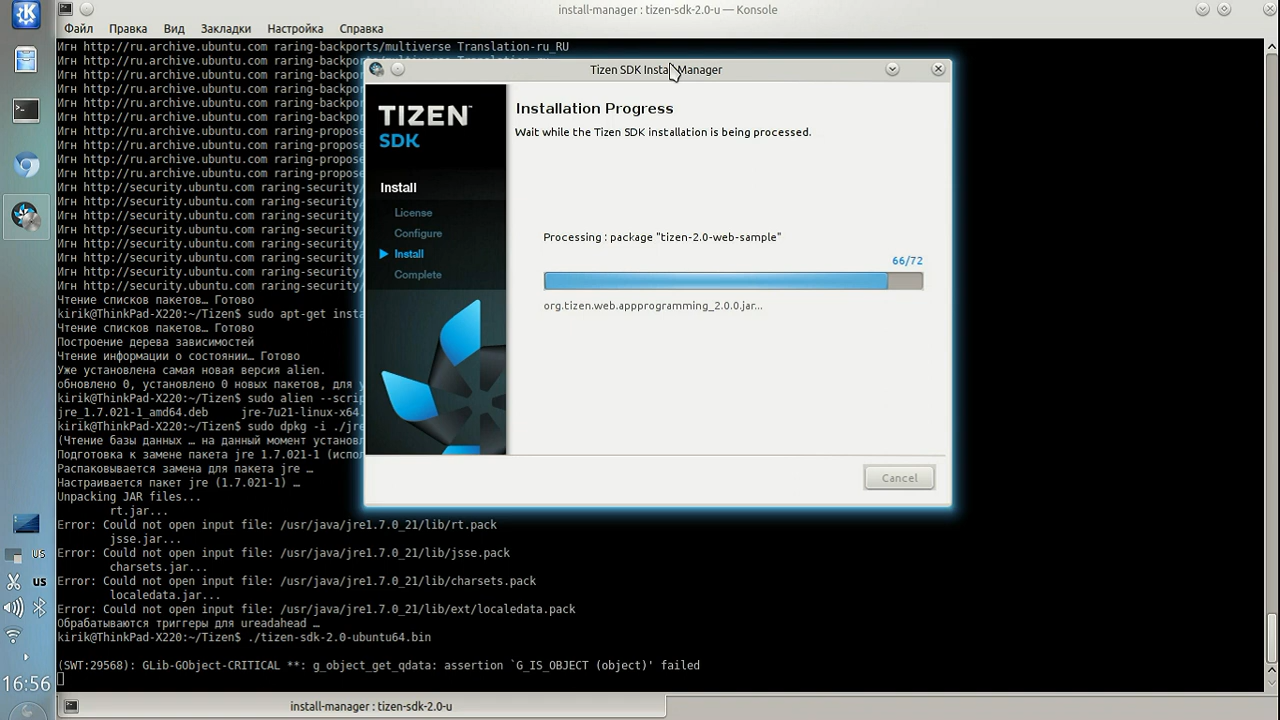 install-manager : tizen-sdk-2.0-u — Konsole
Файл Правка Вид Закладки Настройка Справка
Игн http://ru.archive.ubuntu.com raring-backports/multiverse Translation-ru_RU
Игн http://ru.archive.ubuntu.com raring-backports/multiverse Translation-ru
Игн http://ru.archive.ubuntu.com raring-backpo
Игн http://ru.archive.ubuntu.com raring-backpo
Игн http://ru.archive.ubuntu.com raring-backpo
Игн http://ru.archive.ubuntu.com raring-backpo
Игн http://ru.archive.ubuntu.com raring-propose
Игн http://ru.archive.ubuntu.com raring-propose
Игн http://ru.archive.ubuntu.com raring-propose
Игн http://ru.archive.ubuntu.com raring-propose
Игн http://security.ubuntu.com raring-security/
Игн http://security.ubuntu.com raring-security/
Игн http://security.ubuntu.com raring-security/
Игн http://security.ubuntu.com raring-security/
Игн http://security.ubuntu.com raring-security/
Игн http://security.ubuntu.com raring-security/
Игн http://security.ubuntu.com raring-security/
Игн http://security.ubuntu.com raring-security/
Чтение списков пакетов… Готово
kirik@ThinkPad-X220:~/Tizen$ sudo apt-get insta
Чтение списков пакетов… Готово
Построение дерева зависимостей
Чтение информации о состоянии… Готово
Уже установлена самая новая версия alien.
обновлено 0, установлено 0 новых пакетов, для у
kirik@ThinkPad-X220:~/Tizen$ sudo alien --scrip
jre_1.7.021-1_amd64.deb jre-7u21-linux-x64.
kirik@ThinkPad-X220:~/Tizen$ sudo dpkg -i ./jre
(Чтение базы данных … на данный момент установл
Подготовка к замене пакета jre 1.7.021-1 (испол
Распаковывается замена для пакета jre …
Настраивается пакет jre (1.7.021-1) …
Unpacking JAR files...
rt.jar...
Error: Could not open input file: /usr/java/jre1.7.0_21/lib/rt.pack
jsse.jar...
Error: Could not open input file: /usr/java/jre1.7.0_21/lib/jsse.pack
charsets.jar...
Error: Could not open input file: /usr/java/jre1.7.0_21/lib/charsets.pack
localedata.jar...
Error: Could not open input file: /usr/java/jre1.7.0_21/lib/ext/localedata.pack
Обрабатываются триггеры для ureadahead …
kirik@ThinkPad-X220:~/Tizen$ ./tizen-sdk-2.0-ubuntu64.bin
(SWT:29568): GLib-GObject-CRITICAL **: g_object_get_qdata: assertion `G_IS_OBJECT (object)' failed
Tizen SDK Install Manager
TIZEN™
SDK
Install
License
Configure
Install
Complete
Installation Progress
Wait while the Tizen SDK installation is being processed.
Processing : package "tizen-2.0-web-sample"
66/72
org.tizen.web.appprogramming_2.0.0.jar...
Cancel
US
us
16:56
install-manager : tizen-sdk-2.0-u